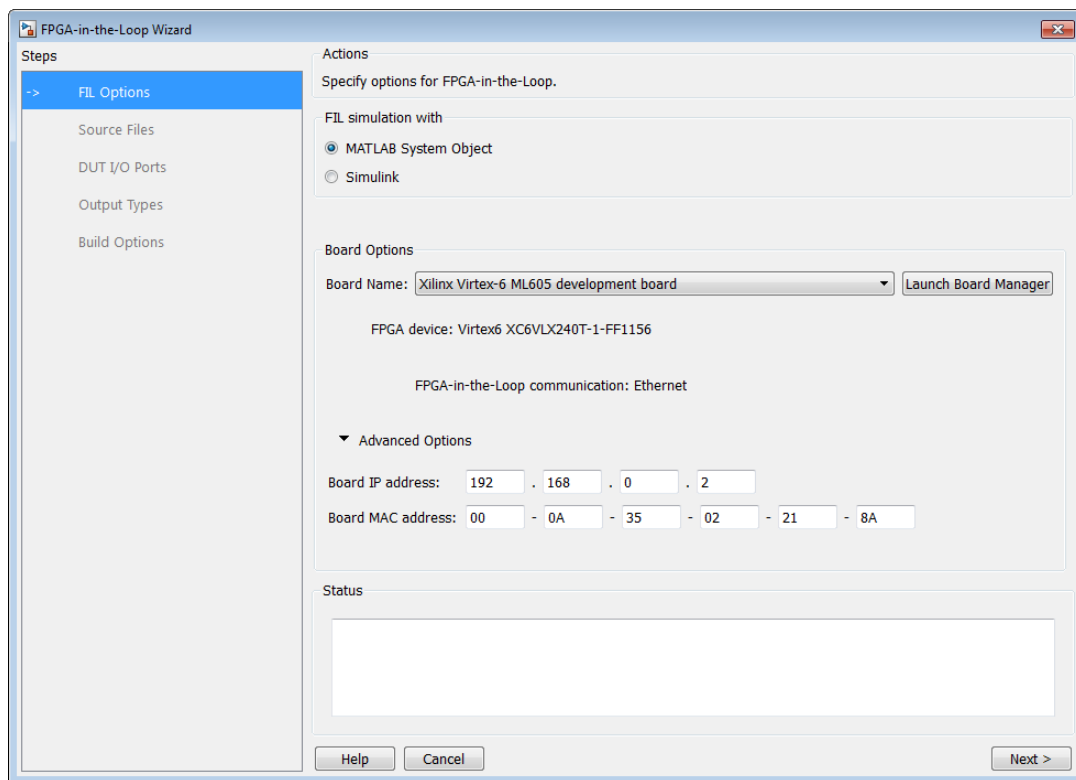 FPGA-in-the-Loop Wizard
Steps
-> FIL Options
Source Files
DUT I/O Ports
Output Types
Build Options
Actions
Specify options for FPGA-in-the-Loop.
FIL simulation with
MATLAB System Object
Simulink
Board Options
Board Name: Xilinx Virtex-6 ML605 development board Launch Board Manager
FPGA device: Virtex6 XC6VLX240T-1-FF1156
FPGA-in-the-Loop communication: Ethernet
Advanced Options
Board IP address: 192 . 168 . 0 . 2
Board MAC address: 00 - 0A - 35 - 02 - 21 - 8A
Status
Help Cancel Next >